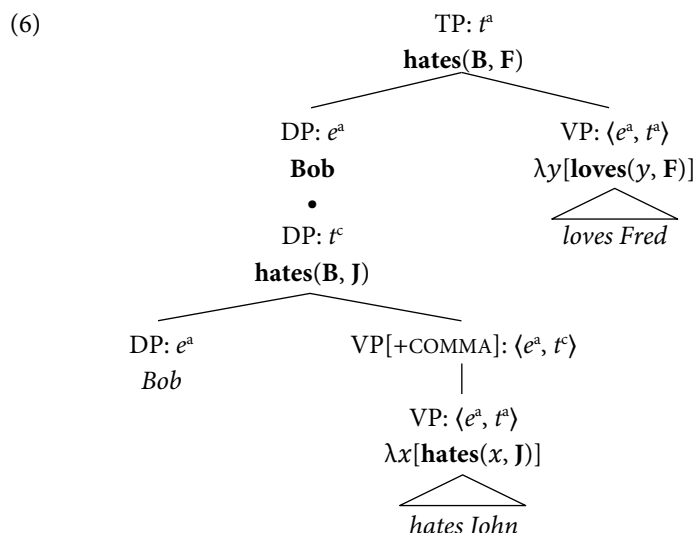 (6) TP: tᵃ
hates(B, F)
DP: eᵃ VP: ⟨eᵃ, tᵃ⟩
Bob λy[loves(y, F)]
•
loves Fred
DP: tᶜ
hates(B, J)
DP: eᵃ VP[+COMMA]: ⟨eᵃ, tᶜ⟩
Bob
VP: ⟨eᵃ, tᵃ⟩
λx[hates(x, J)]
hates John